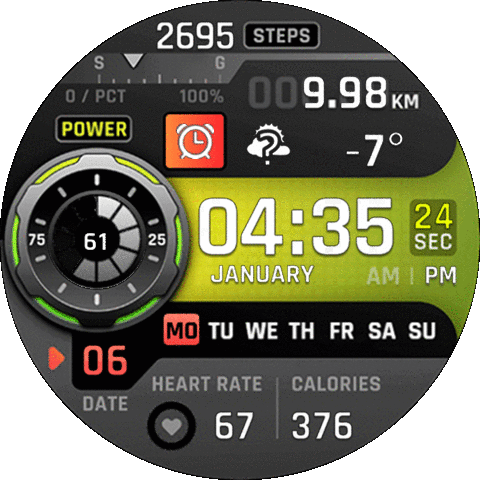 2695 STEPS
S G
0 / PCT 100%
009.98 KM
POWER
-7°
04:35 24 SEC
75 61 25
JANUARY AM | PM
MO TU WE TH FR SA SU
06
DATE
HEART RATE CALORIES
67 376